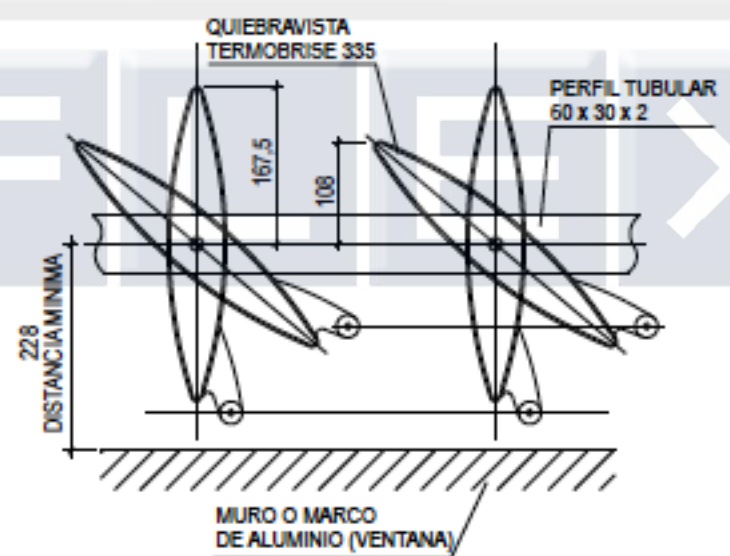 QUIEBRAVISTA
TERMOBRISE 335
PERFIL TUBULAR
60 x 30 x 2
167,5
108
228
DISTANCIA MINIMA
MURO O MARCO
DE ALUMINIO (VENTANA)